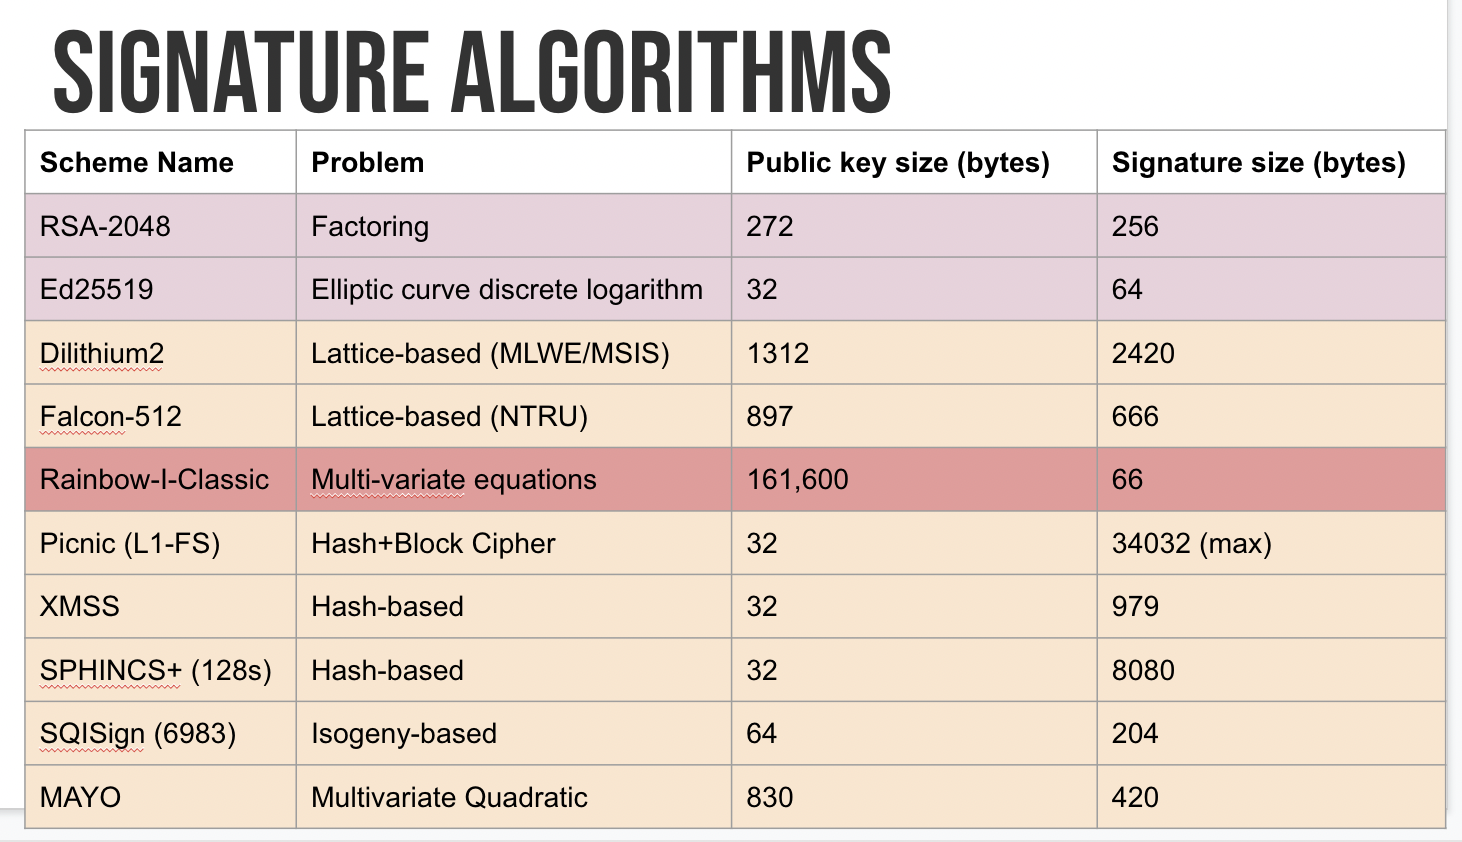 SIGNATURE ALGORITHMS
Scheme Name Problem Public key size (bytes) Signature size (bytes)
RSA-2048 Factoring 272 256
Ed25519 Elliptic curve discrete logarithm 32 64
Dilithium2 Lattice-based (MLWE/MSIS) 1312 2420
Falcon-512 Lattice-based (NTRU) 897 666
Rainbow-I-Classic Multi-variate equations 161,600 66
Picnic (L1-FS) Hash+Block Cipher 32 34032 (max)
XMSS Hash-based 32 979
SPHINCS+ (128s) Hash-based 32 8080
SQISign (6983) Isogeny-based 64 204
MAYO Multivariate Quadratic 830 420